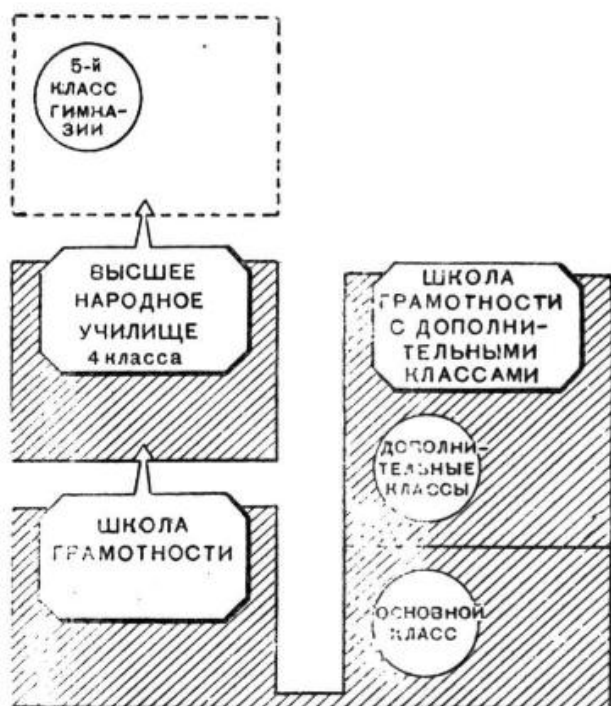 5-й
КЛАСС
ГИМНА-
ЗИИ
ВЫСШЕЕ
НАРОДНОЕ
УЧИЛИЩЕ
4 класса
ШКОЛА
ГРАМОТНОСТИ
ШКОЛА
ГРАМОТНОСТИ
С ДОПОЛНИ-
ТЕЛЬНЫМИ
КЛАССАМИ
ДОПОЛНИ-
ТЕЛЬНЫЕ
КЛАССЫ
ОСНОВНОЙ
КЛАСС